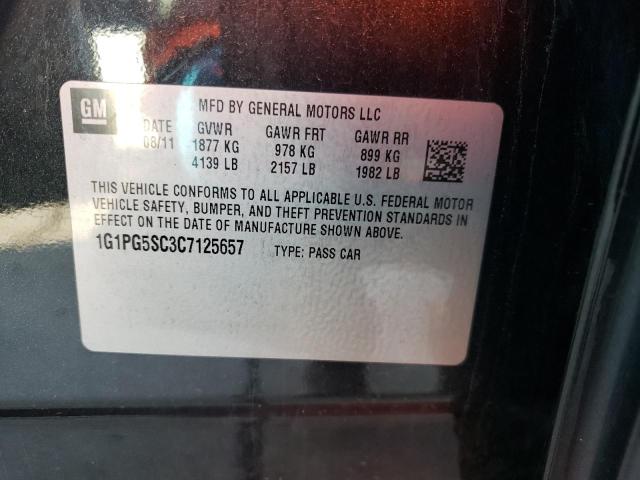 GM
MFD BY GENERAL MOTORS LLC
DATE GVWR GAWR FRT GAWR RR
08/11 1877 KG 978 KG 899 KG
4139 LB 2157 LB 1982 LB
THIS VEHICLE CONFORMS TO ALL APPLICABLE U.S. FEDERAL MOTOR
VEHICLE SAFETY, BUMPER, AND THEFT PREVENTION STANDARDS IN
EFFECT ON THE DATE OF MANUFACTURE SHOWN ABOVE.
1G1PG5SC3C7125657 TYPE: PASS CAR